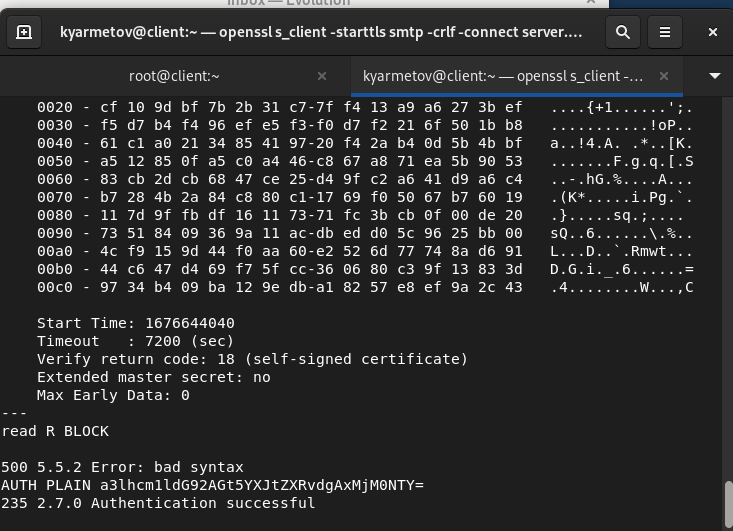 Inbox — Evolution
kyarmetov@client:~ — openssl s_client -starttls smtp -crlf -connect server....
root@client:~
kyarmetov@client:~ — openssl s_client -...
0020 - cf 10 9d bf 7b 2b 31 c7-7f f4 13 a9 a6 27 3b ef   ....{+1......';.
0030 - f5 d7 b4 f4 96 ef e5 f3-f0 d7 f2 21 6f 50 1b b8   ...........!oP..
0040 - 61 c1 a0 21 34 85 41 97-20 f4 2a b4 0d 5b 4b bf   a..!4.A. .*..[K.
0050 - a5 12 85 0f a5 c0 a4 46-c8 67 a8 71 ea 5b 90 53   .......F.g.q.[.S
0060 - 83 cb 2d cb 68 47 ce 25-d4 9f c2 a6 41 d9 a6 c4   ..-.hG.%....A...
0070 - b7 28 4b 2a 84 c8 80 c1-17 69 f0 50 67 b7 60 19   .(K*.....i.Pg.`.
0080 - 11 7d 9f fb df 16 11 73-71 fc 3b cb 0f 00 de 20   .}.....sq.;.... 
0090 - 73 51 84 09 36 9a 11 ac-db ed d0 5c 96 25 bb 00   sQ..6......\.%..
00a0 - 4c f9 15 9d 44 f0 aa 60-e2 52 6d 77 74 8a d6 91   L...D..`.Rmwt...
00b0 - 44 c6 47 d4 69 f7 5f cc-36 06 80 c3 9f 13 83 3d   D.G.i._.6......=
00c0 - 97 34 b4 09 ba 12 9e db-a1 82 57 e8 ef 9a 2c 43   .4........W...,C
Start Time: 1676644040
Timeout   : 7200 (sec)
Verify return code: 18 (self-signed certificate)
Extended master secret: no
Max Early Data: 0
---
read R BLOCK
500 5.5.2 Error: bad syntax
AUTH PLAIN a3lhcm1ldG92AGt5YXJtZXRvdgAxMjM0NTY=
235 2.7.0 Authentication successful